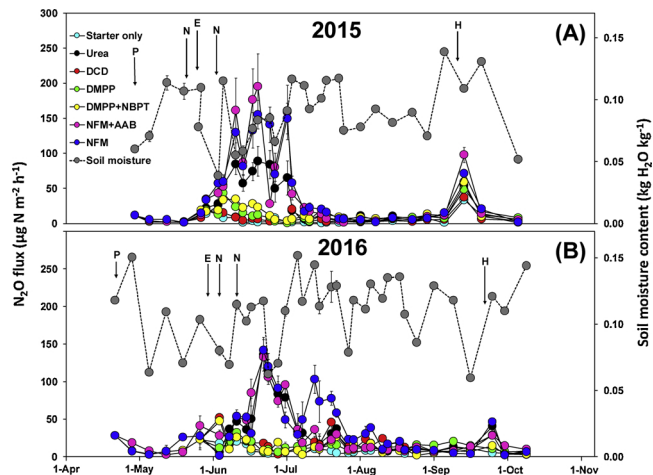 2015
(A)
P
N
E
N
H
Starter only
Urea
DCD
DMPP
DMPP+NBPT
NFM+AAB
NFM
Soil moisture
300
250
200
150
100
50
0
0.15
0.10
0.05
0.00
2016
(B)
P
E
N
N
H
250
200
150
100
50
0
0.15
0.10
0.05
0.00
1-Apr
1-May
1-Jun
1-Jul
1-Aug
1-Sep
1-Oct
1-Nov
N₂O flux (µg N m⁻² h⁻¹)
Soil moisture content (kg H₂O kg⁻¹)